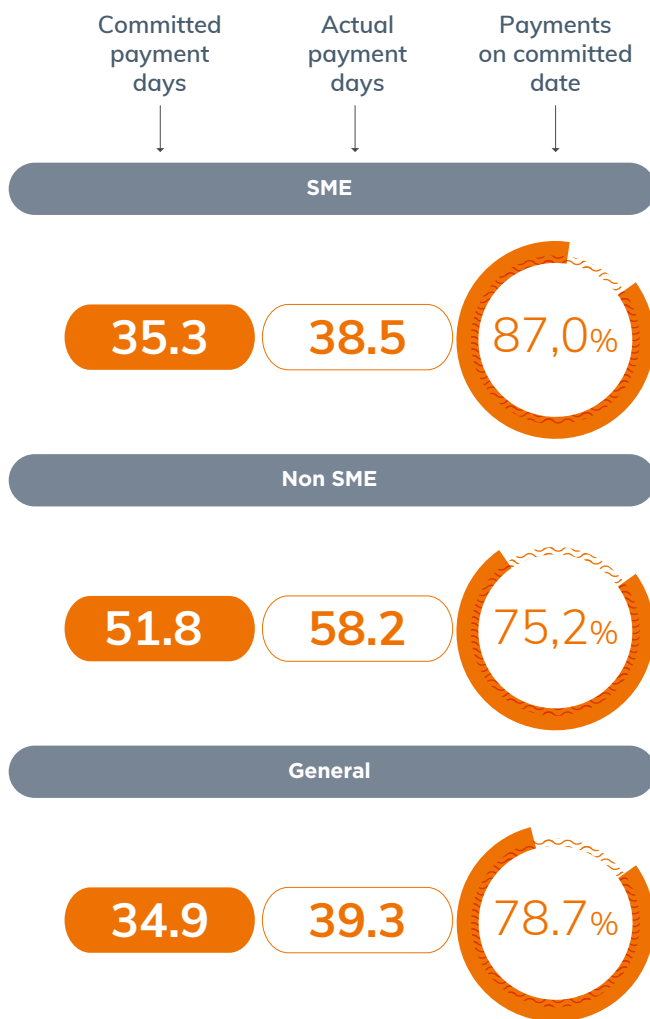 Committed
payment
days
Actual
payment
days
Payments
on committed
date
SME
35.3
38.5
87,0%
Non SME
51.8
58.2
75,2%
General
34.9
39.3
78.7%